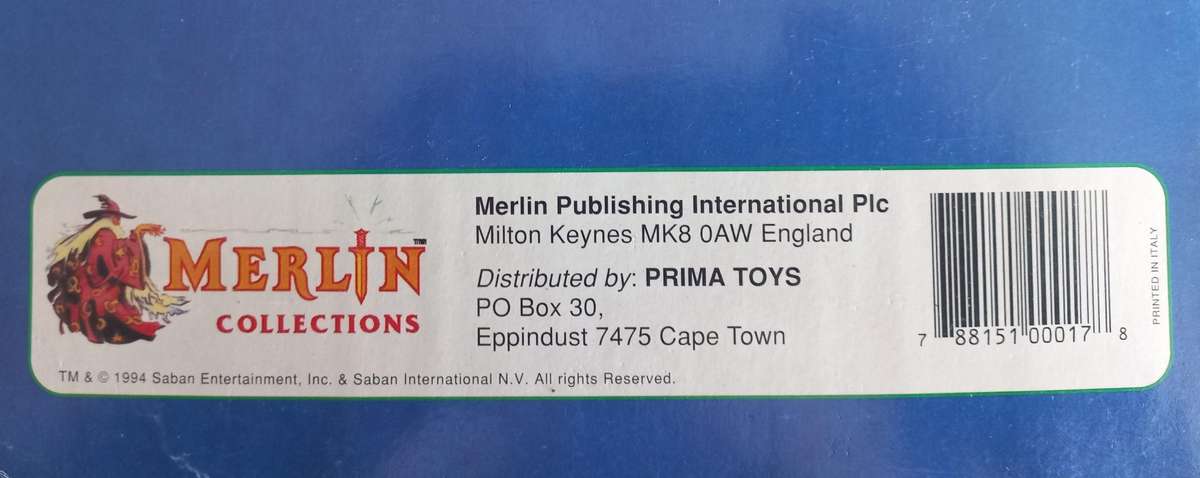 MERLIN™
COLLECTIONS
Merlin Publishing International Plc
Milton Keynes MK8 0AW England
Distributed by: PRIMA TOYS
PO Box 30,
Eppindust 7475 Cape Town
TM & © 1994 Saban Entertainment, Inc. & Saban International N.V. All rights Reserved.
7 88151 00017 8
PRINTED IN ITALY